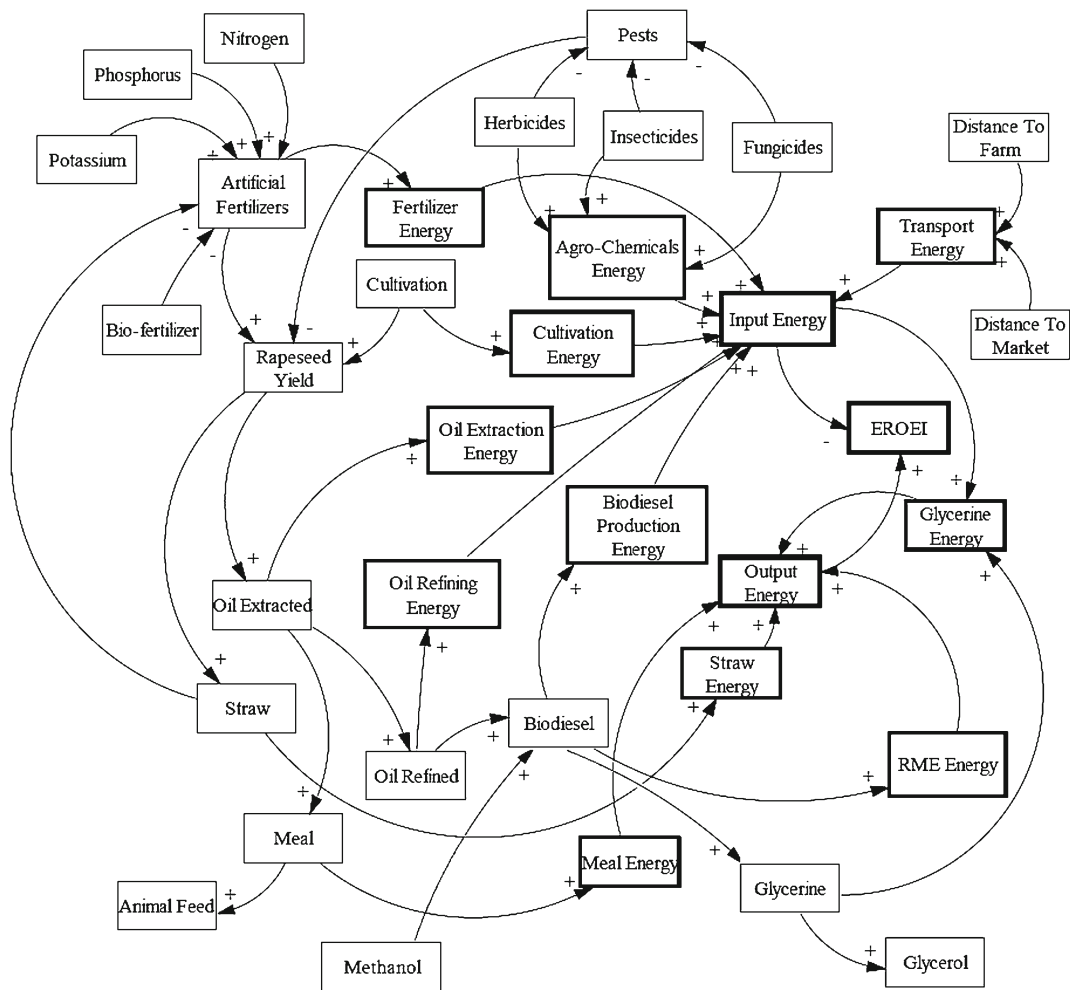 Nitrogen
Pests
Phosphorus
Herbicides
Insecticides
Fungicides
Distance To
Farm
Potassium
Artificial
Fertilizers
Fertilizer
Energy
Agro-Chemicals
Energy
Transport
Energy
Bio-fertilizer
Cultivation
Input Energy
Distance To
Market
Rapeseed
Yield
Cultivation
Energy
Oil Extraction
Energy
EROEI
Biodiesel
Production
Energy
Glycerine
Energy
Oil Extracted
Oil Refining
Energy
Output
Energy
Straw
Energy
Straw
Biodiesel
Oil Refined
RME Energy
Meal
Meal Energy
Glycerine
Animal Feed
Methanol
Glycerol